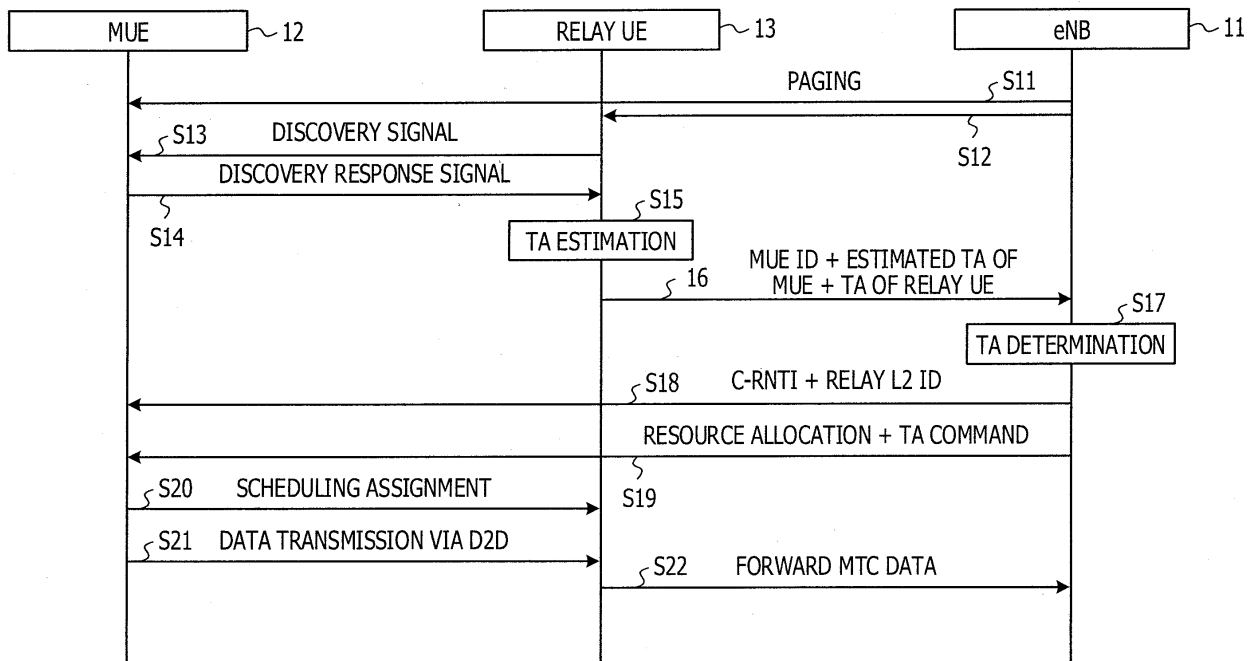 MUE 12
RELAY UE 13
eNB 11
PAGING S11
S12
S13 DISCOVERY SIGNAL
DISCOVERY RESPONSE SIGNAL
S14
S15
TA ESTIMATION
MUE ID + ESTIMATED TA OF
16 MUE + TA OF RELAY UE
S17
TA DETERMINATION
S18 C-RNTI + RELAY L2 ID
RESOURCE ALLOCATION + TA COMMAND
S19
S20 SCHEDULING ASSIGNMENT
S21 DATA TRANSMISSION VIA D2D
S22 FORWARD MTC DATA